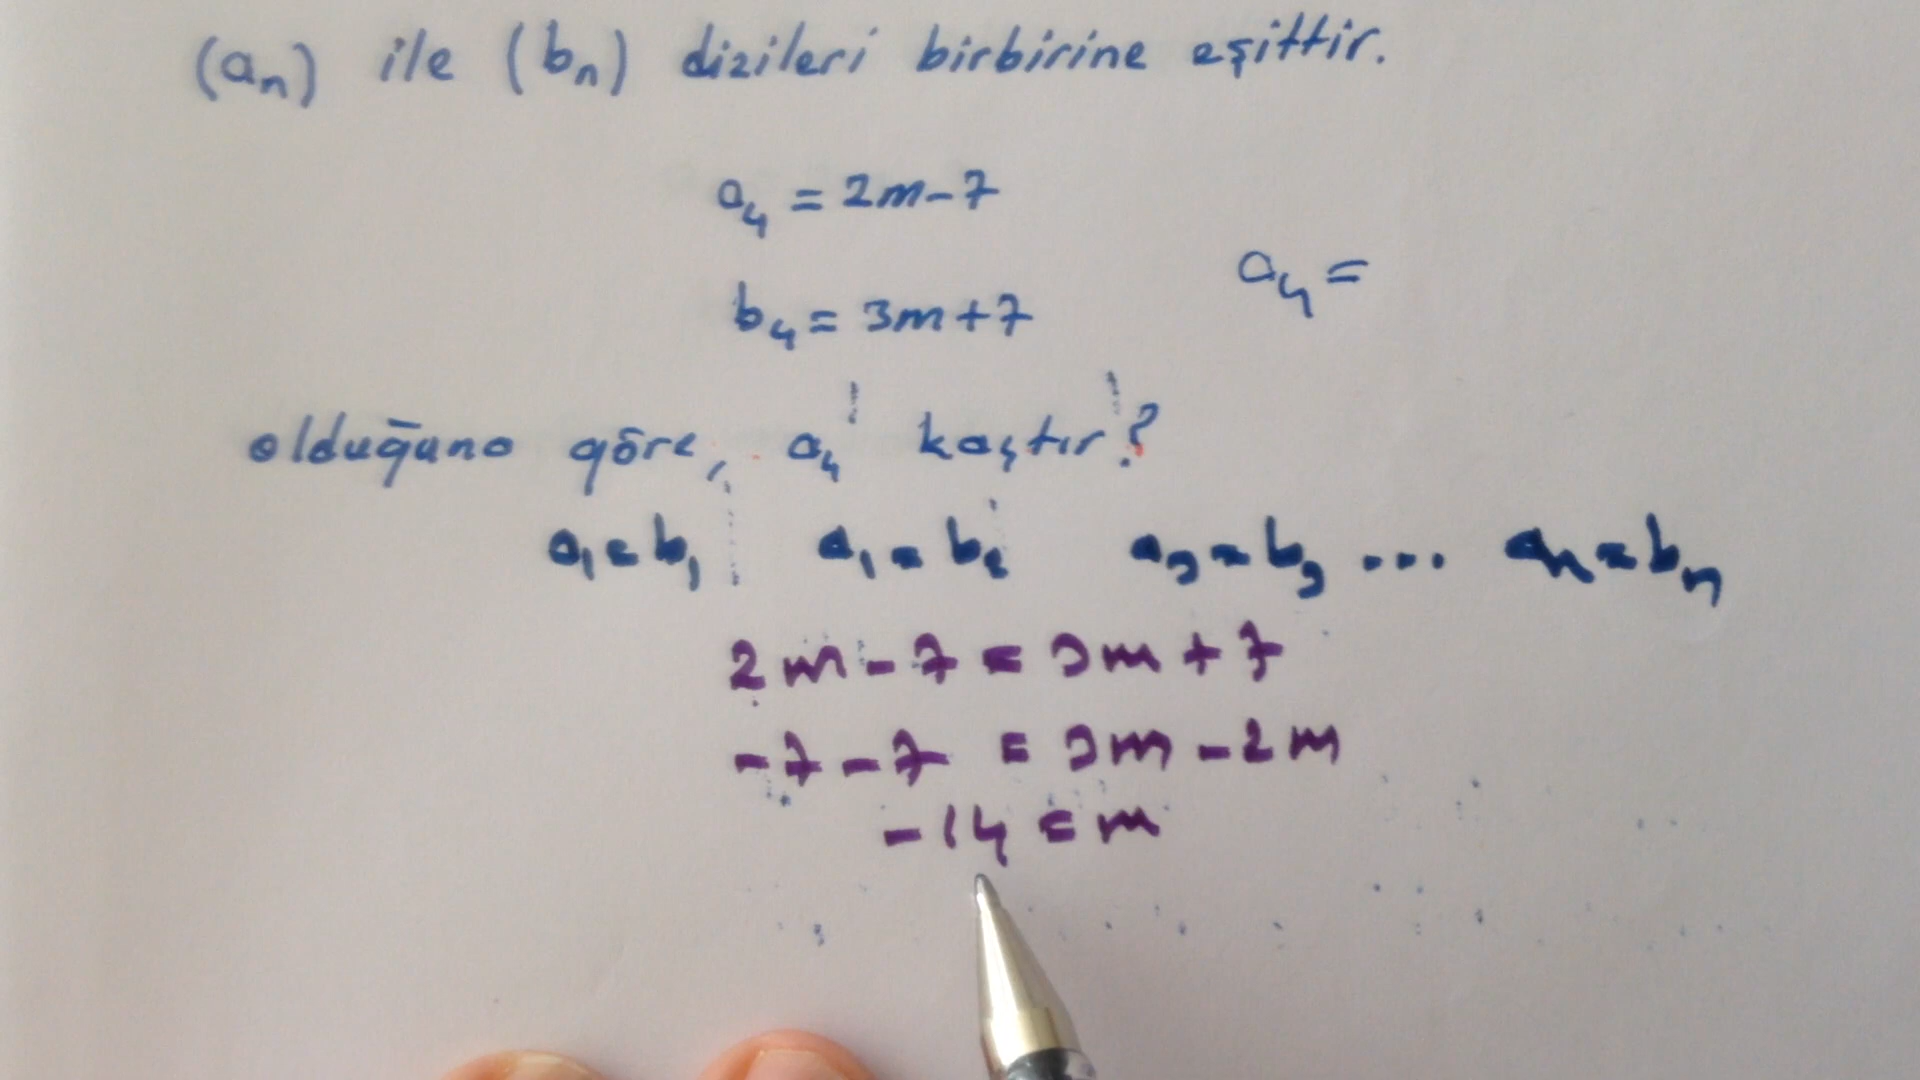 (aₙ) ile (bₙ) dizileri birbirine eşittir.
a₄ = 2m-7
a₄ =
b₄ = 3m+7
olduğuna göre, a₄ kaçtır?
a₁ = b₁ a₁ = b₂ a₃ = b₃ ... aₙ = bₙ
2m - 7 = 3m + 7
-7 - 7 = 3m - 2m
-14 = m